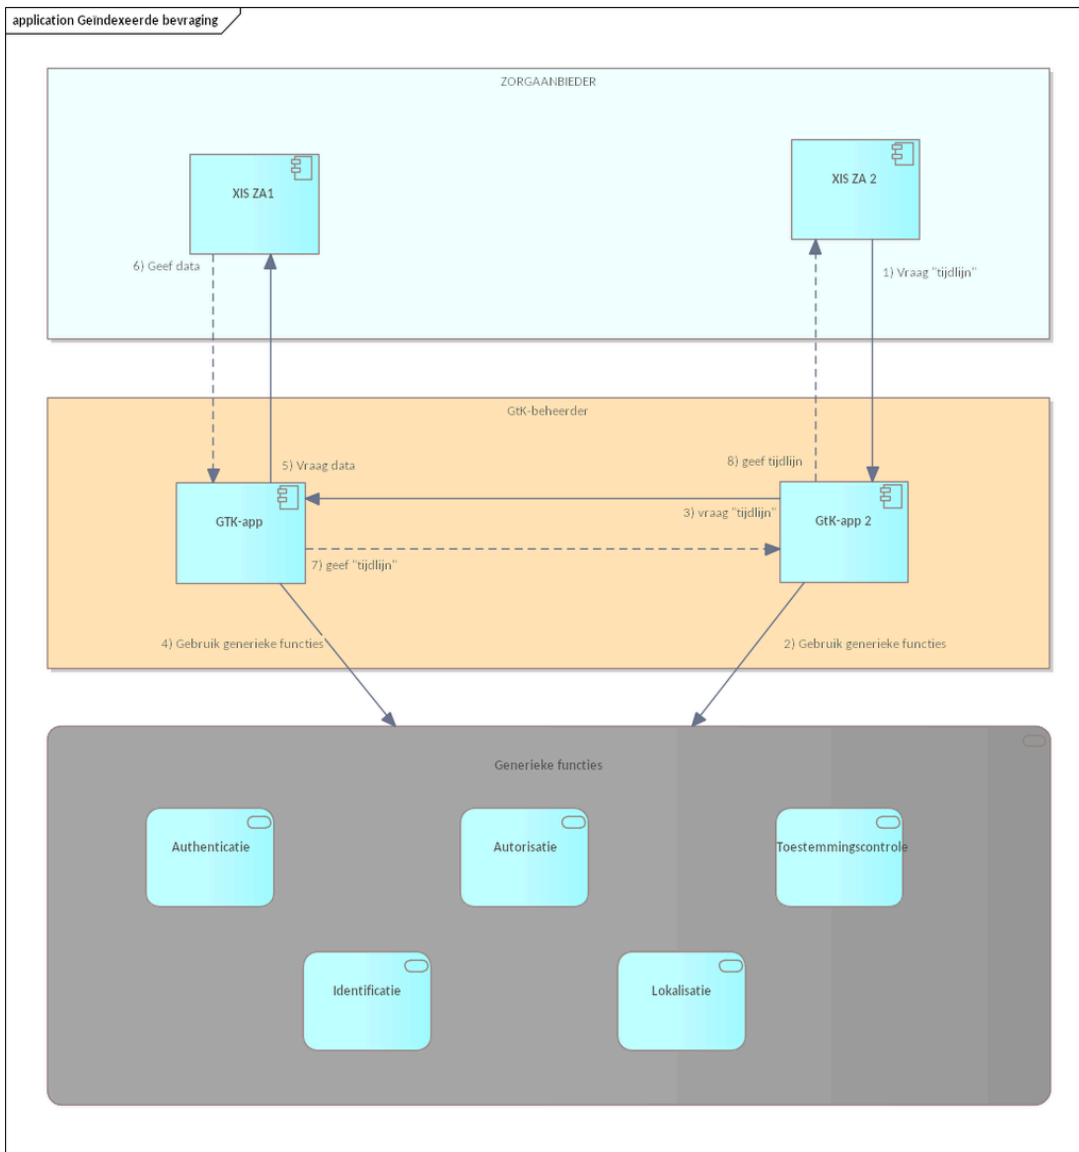 application Geïndexeerde bevraging
ZORGAANBIEDER
XIS ZA1
XIS ZA 2
6) Geef data
1) Vraag "tijdlijn"
GtK-beheerder
5) Vraag data
8) geef tijdlijn
GTK-app
GtK-app 2
3) vraag "tijdlijn"
7) geef "tijdlijn"
4) Gebruik generieke functies
2) Gebruik generieke functies
Generieke functies
Authenticatie
Autorisatie
Toestemmingscontrole
Identificatie
Lokalisatie